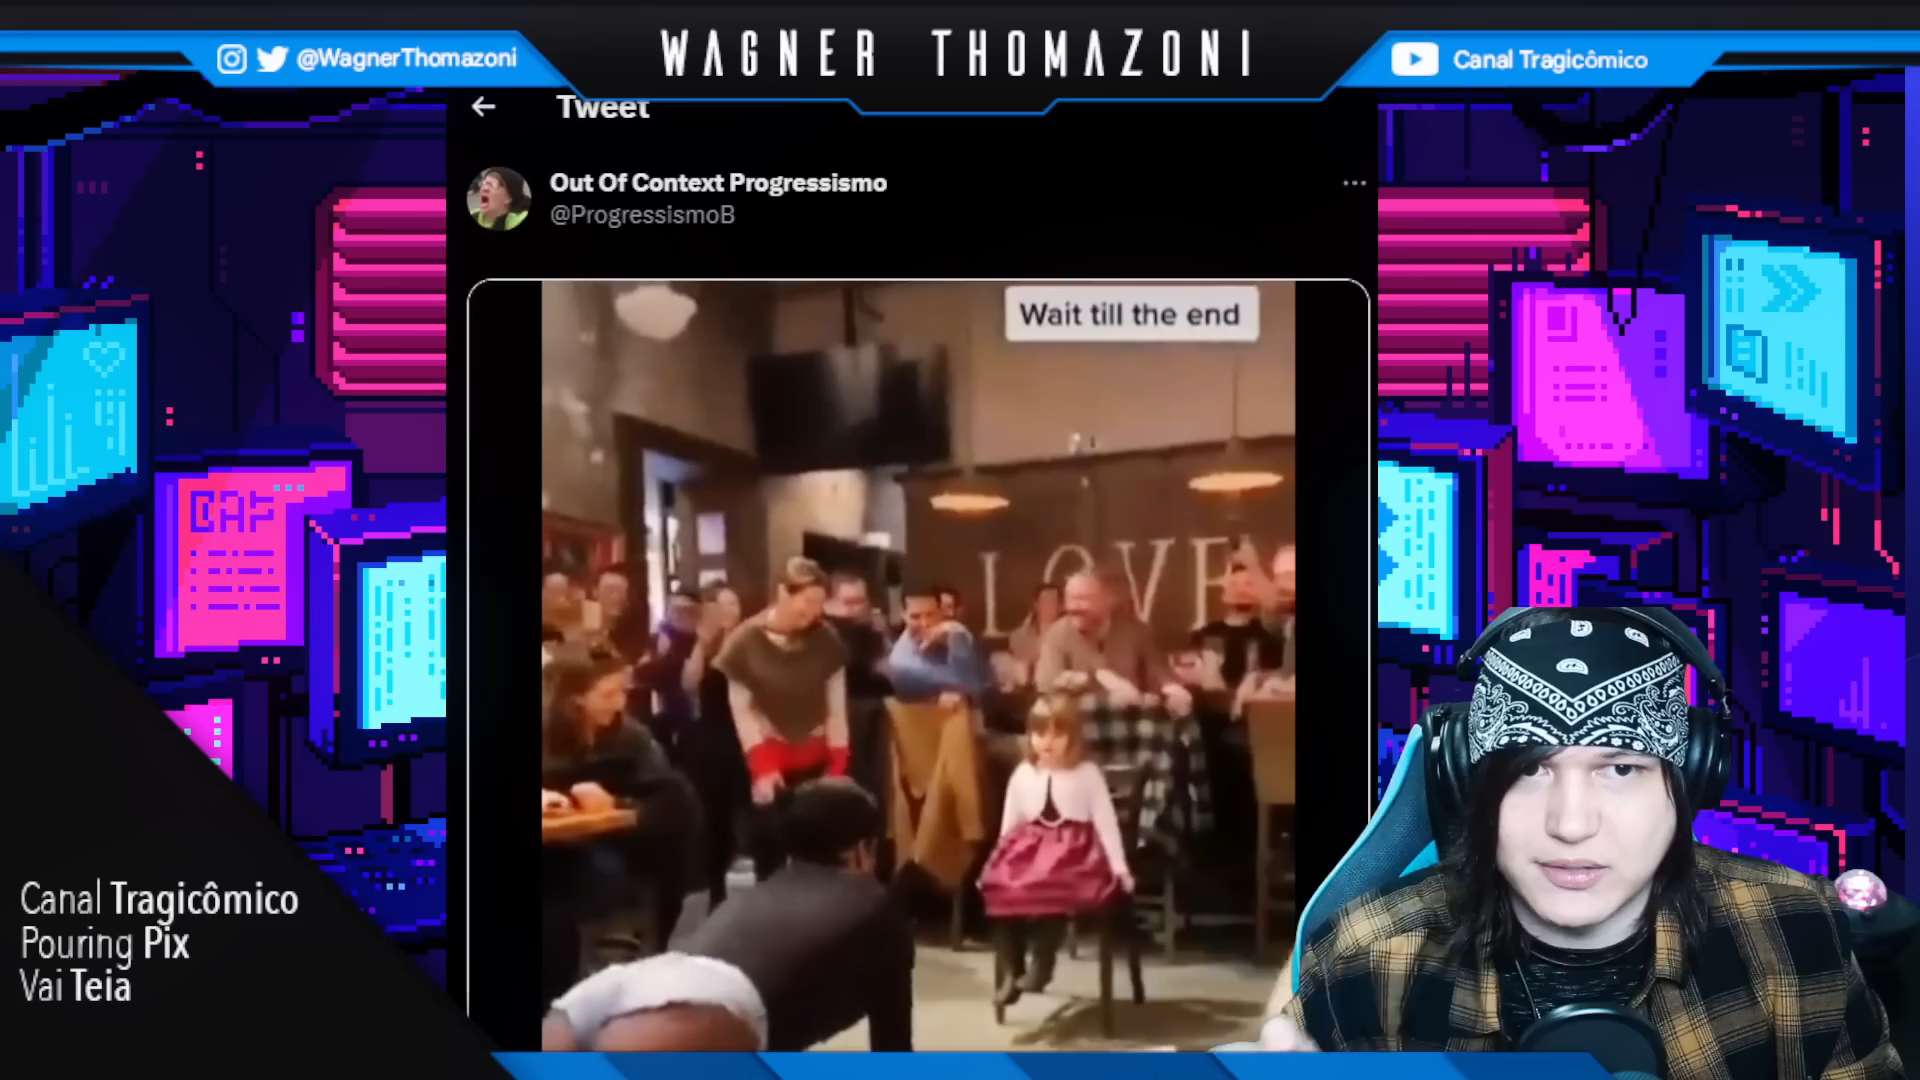 @WagnerThomazoni
WAGNER THOMAZONI
Canal Tragicômico
Tweet
Out Of Context Progressismo
@ProgressismoB
Wait till the end
LOVE
Canal Tragicômico
Pouring Pix
Vai Teia